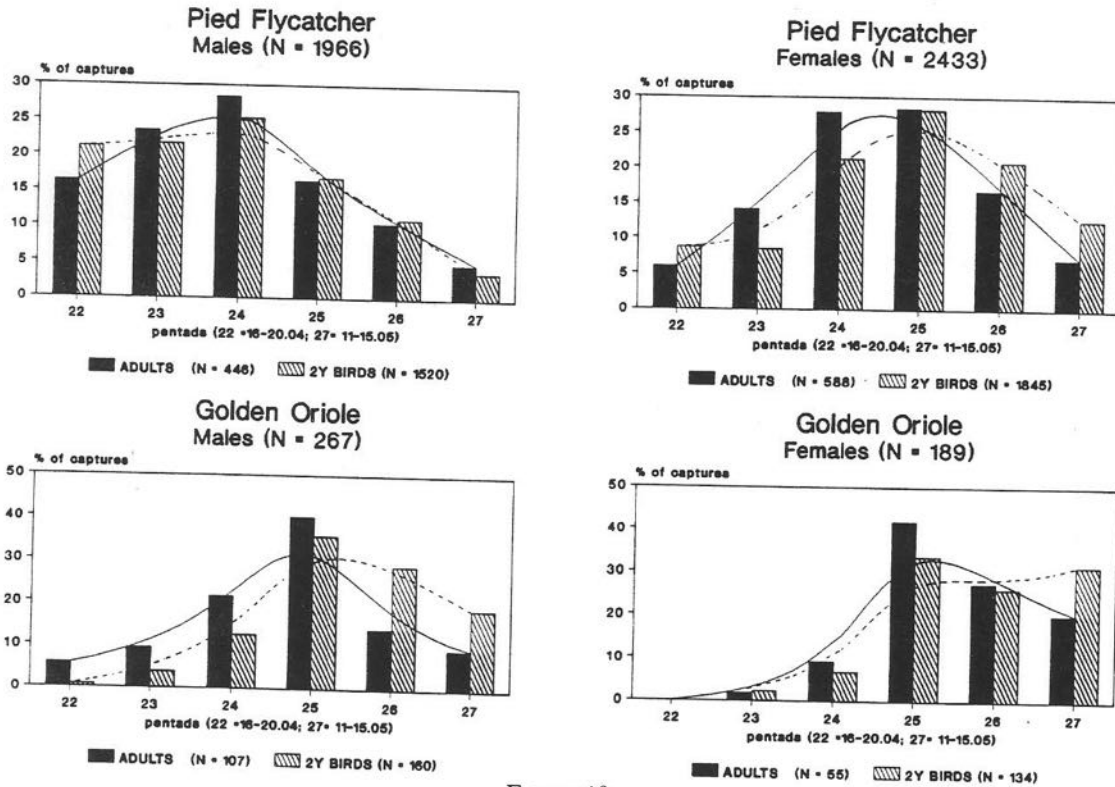 Pied Flycatcher
Males (N = 1966)
% of captures
30
25
20
15
10
5
0
22 23 24 25 26 27
pentada (22 =16-20.04; 27= 11-15.05)
ADULTS (N = 446) 2Y BIRDS (N = 1520)
Pied Flycatcher
Females (N = 2433)
% of captures
30
25
20
15
10
5
0
22 23 24 25 26 27
pentada (22 =16-20.04; 27= 11-15.05)
ADULTS (N = 588) 2Y BIRDS (N = 1845)
Golden Oriole
Males (N = 267)
% of captures
50
40
30
20
10
0
22 23 24 25 26 27
pentada (22 =16-20.04; 27= 11-15.05)
ADULTS (N = 107) 2Y BIRDS (N = 160)
Golden Oriole
Females (N = 189)
% of captures
50
40
30
20
10
0
22 23 24 25 26 27
pentada (22 =16-20.04; 27= 11-15.05)
ADULTS (N = 55) 2Y BIRDS (N = 134)